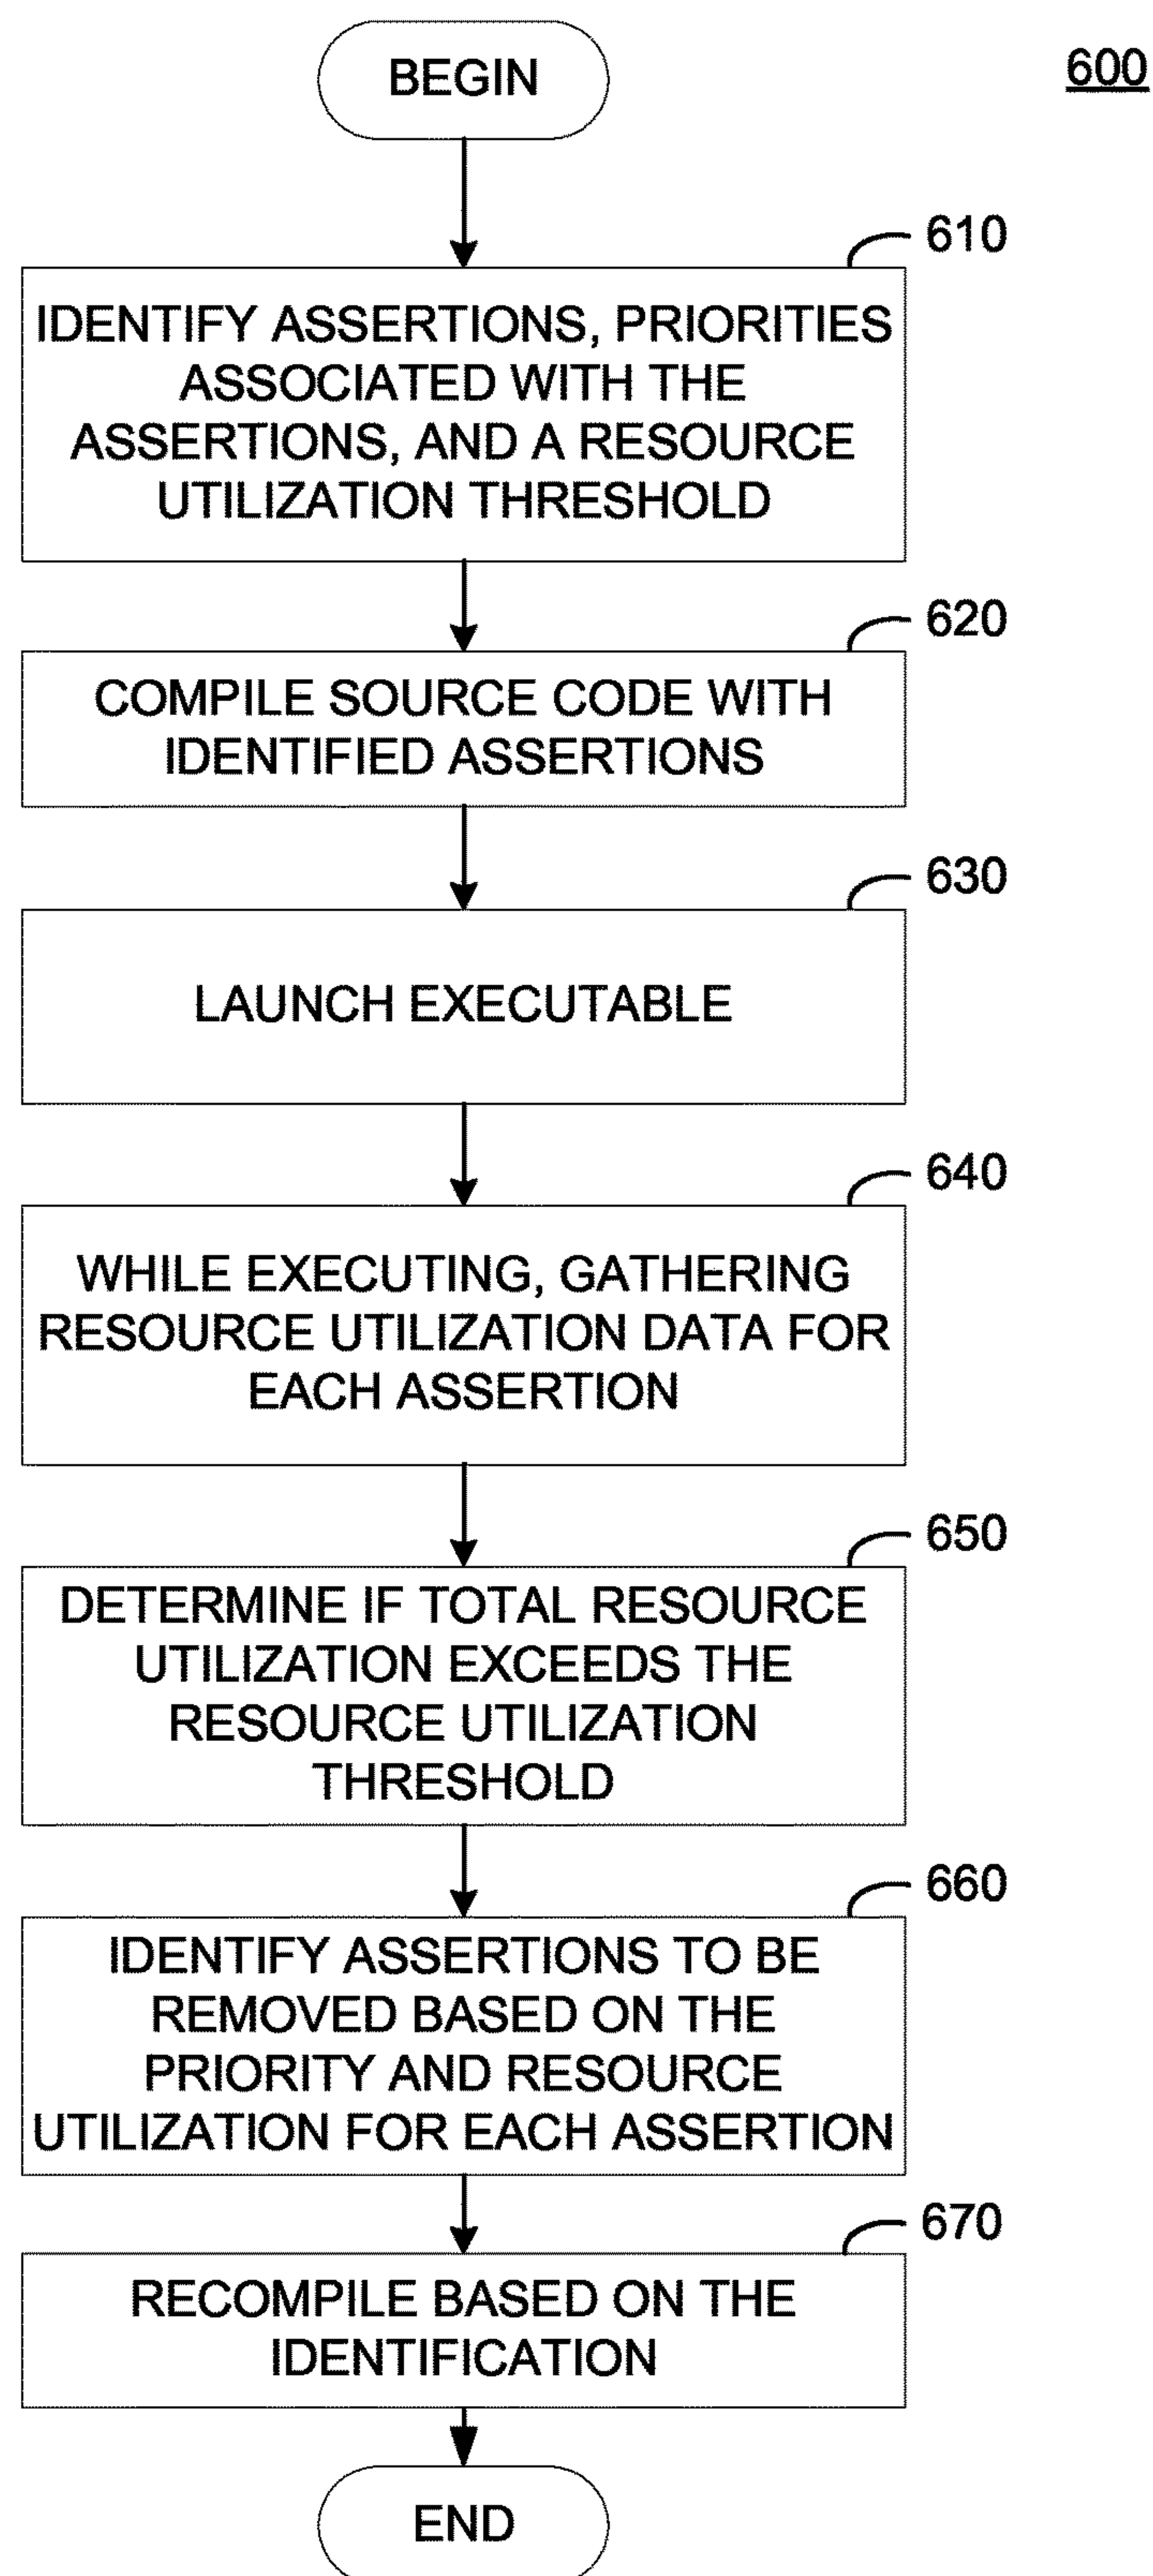 BEGIN
600
610
IDENTIFY ASSERTIONS, PRIORITIES
ASSOCIATED WITH THE
ASSERTIONS, AND A RESOURCE
UTILIZATION THRESHOLD
620
COMPILE SOURCE CODE WITH
IDENTIFIED ASSERTIONS
630
LAUNCH EXECUTABLE
640
WHILE EXECUTING, GATHERING
RESOURCE UTILIZATION DATA FOR
EACH ASSERTION
650
DETERMINE IF TOTAL RESOURCE
UTILIZATION EXCEEDS THE
RESOURCE UTILIZATION
THRESHOLD
660
IDENTIFY ASSERTIONS TO BE
REMOVED BASED ON THE
PRIORITY AND RESOURCE
UTILIZATION FOR EACH ASSERTION
670
RECOMPILE BASED ON THE
IDENTIFICATION
END